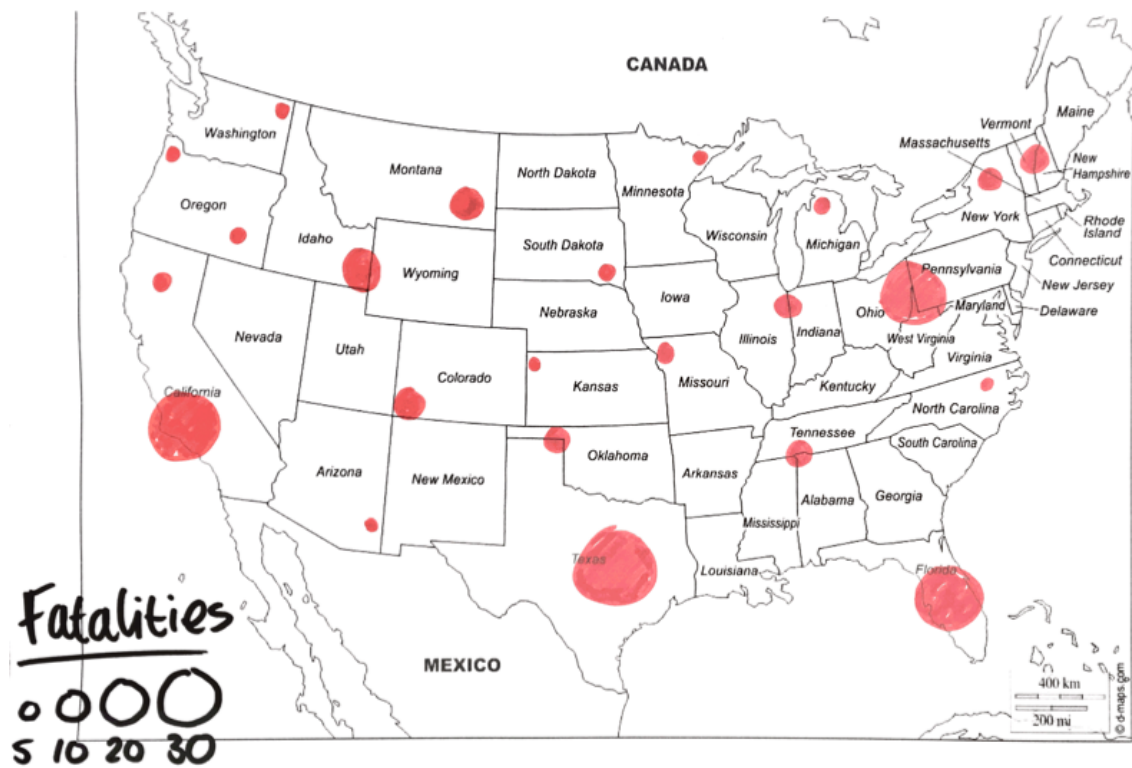 CANADA
Maine
Vermont
Massachusetts
Washington
New
Hampshire
Montana
North Dakota
Minnesota
Oregon
New York
Rhode
Island
Idaho
South Dakota
Wisconsin
Michigan
Connecticut
Wyoming
Pennsylvania
New Jersey
Iowa
Nebraska
Ohio
Maryland
Delaware
Nevada
Illinois
Indiana
West Virginia
Utah
Virginia
Colorado
Kansas
Missouri
Kentucky
California
North Carolina
Tennessee
South Carolina
Arizona
New Mexico
Oklahoma
Arkansas
Alabama
Georgia
Mississippi
Texas
Louisiana
Florida
Fatalities
MEXICO
5 10 20 30
400 km
200 mi
© d-maps.com